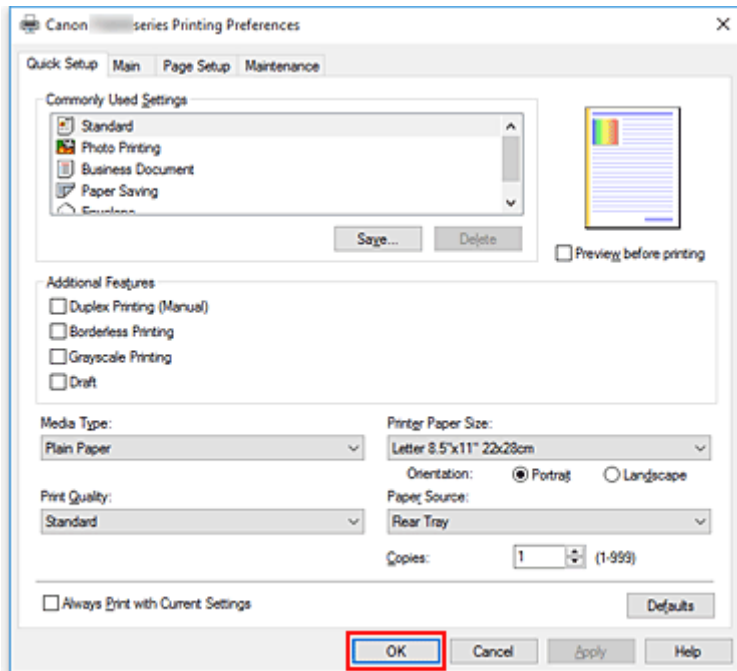 Canon series Printing Preferences
Quick Setup Main Page Setup Maintenance
Commonly Used Settings
Standard
Photo Printing
Business Document
Paper Saving
Envelope
Save... Delete
Preview before printing
Additional Features
Duplex Printing (Manual)
Borderless Printing
Grayscale Printing
Draft
Media Type: Printer Paper Size:
Plain Paper Letter 8.5"x11" 22x28cm
Orientation: Portrait Landscape
Print Quality: Paper Source:
Standard Rear Tray
Copies: 1 (1-999)
Always Print with Current Settings Defaults
OK Cancel Apply Help